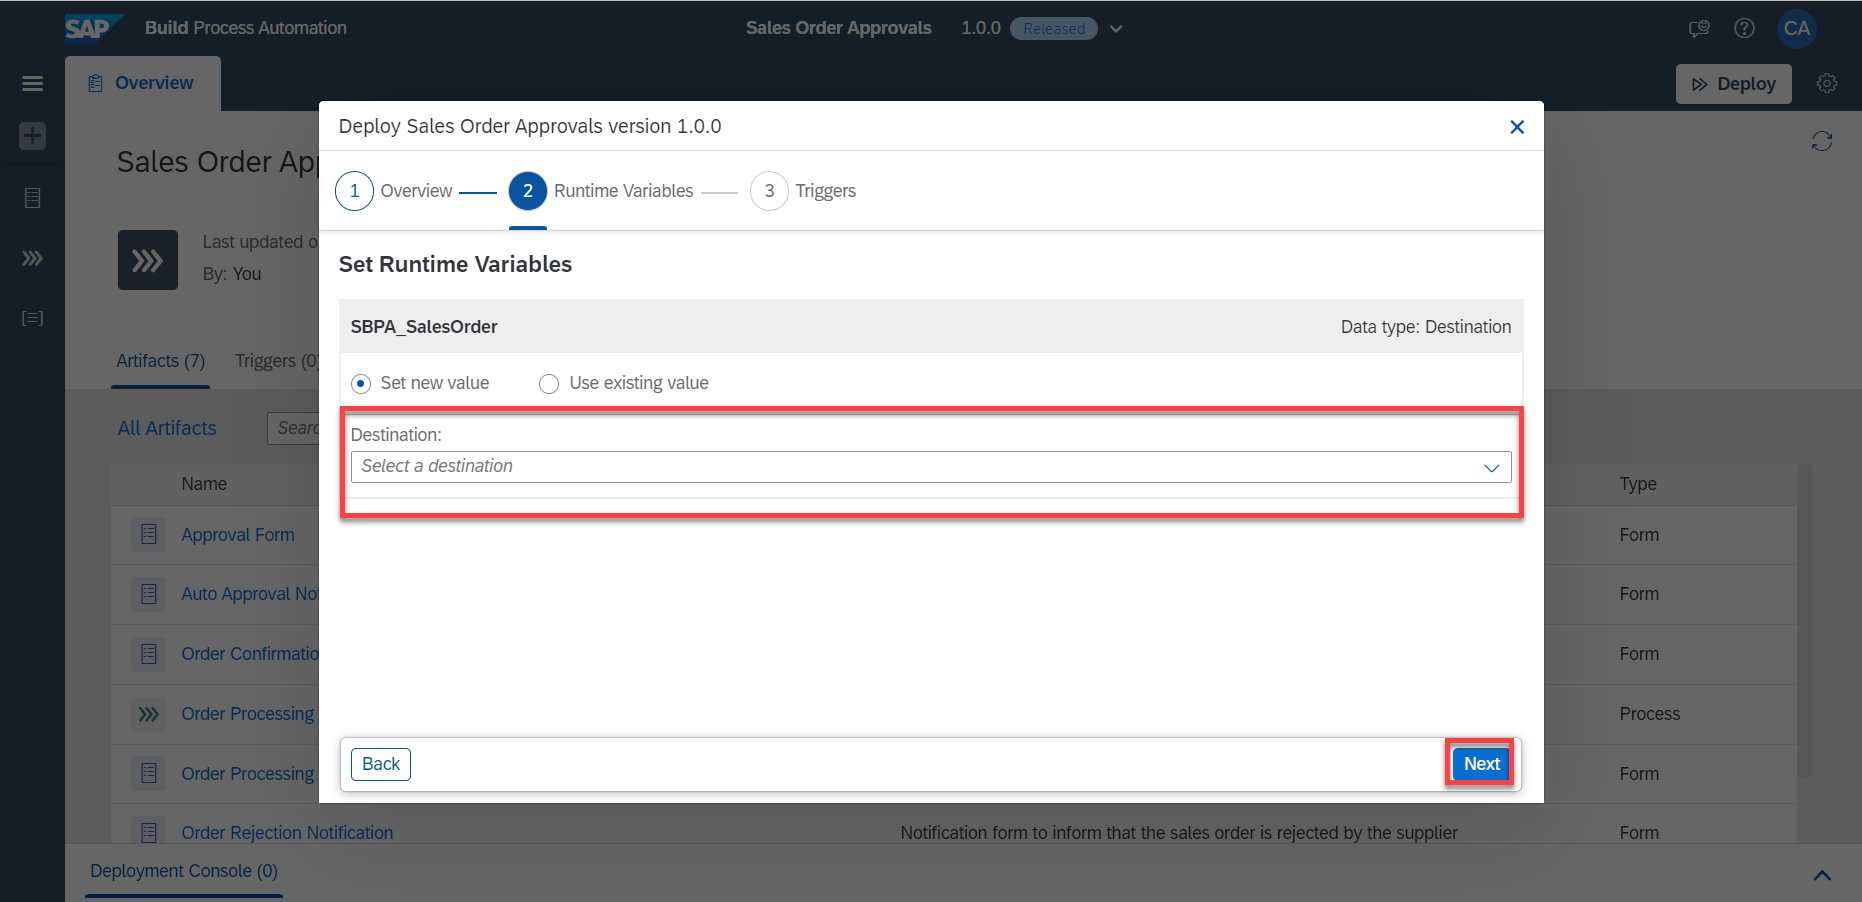 SAP Build Process Automation
Sales Order Approvals 1.0.0 Released
CA
Overview
Deploy
Sales Order App
Last updated o
By: You
Artifacts (7) Triggers (0)
All Artifacts
Searc
Name
Type
Approval Form
Form
Auto Approval Not
Form
Order Confirmatio
Form
Order Processing
Process
Order Processing
Form
Order Rejection Notification
Notification form to inform that the sales order is rejected by the supplier
Form
Deployment Console (0)
Deploy Sales Order Approvals version 1.0.0
1 Overview 2 Runtime Variables 3 Triggers
Set Runtime Variables
SBPA_SalesOrder
Data type: Destination
Set new value Use existing value
Destination:
Select a destination
Back
Next